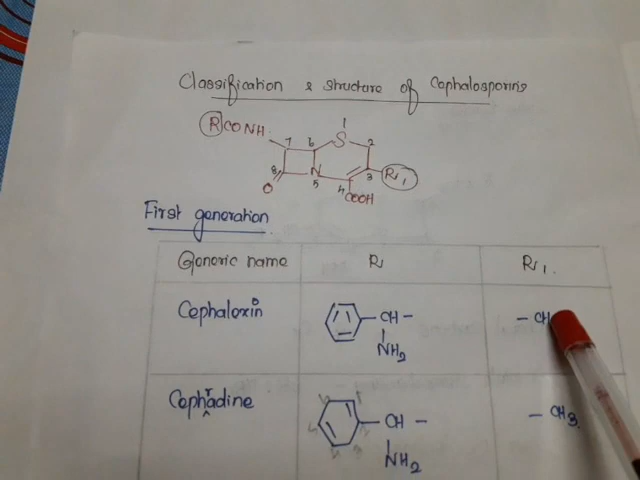 Classification & structure of Cephalosporins
1
RCONH 7 6 S 2
8 N 3 R1
O 5 4
COOH
First generation
Generic name R R1.
Cephalexin -CH- -CH
NH2
Cephradine -CH- -CH3.
NH2